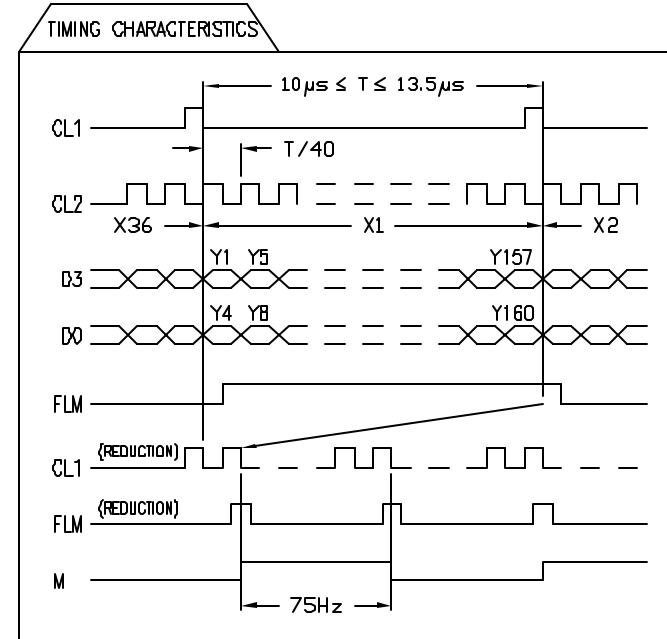 TIMING CHARACTERISTICS
10µs ≤ T ≤ 13.5µs
CL1
T/40
CL2
X36 X1 X2
Y1 Y5 Y157
D3
Y4 Y8 Y160
D0
FLM
(REDUCTION)
CL1
(REDUCTION)
FLM
M
75Hz